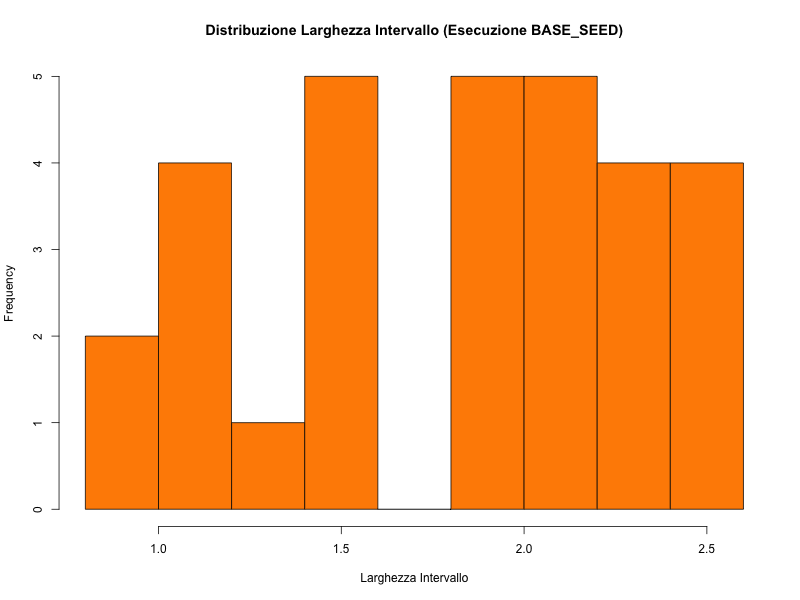 Distribuzione Larghezza Intervallo (Esecuzione BASE_SEED)
Frequency
5
4
3
2
1
0
1.0 1.5 2.0 2.5
Larghezza Intervallo